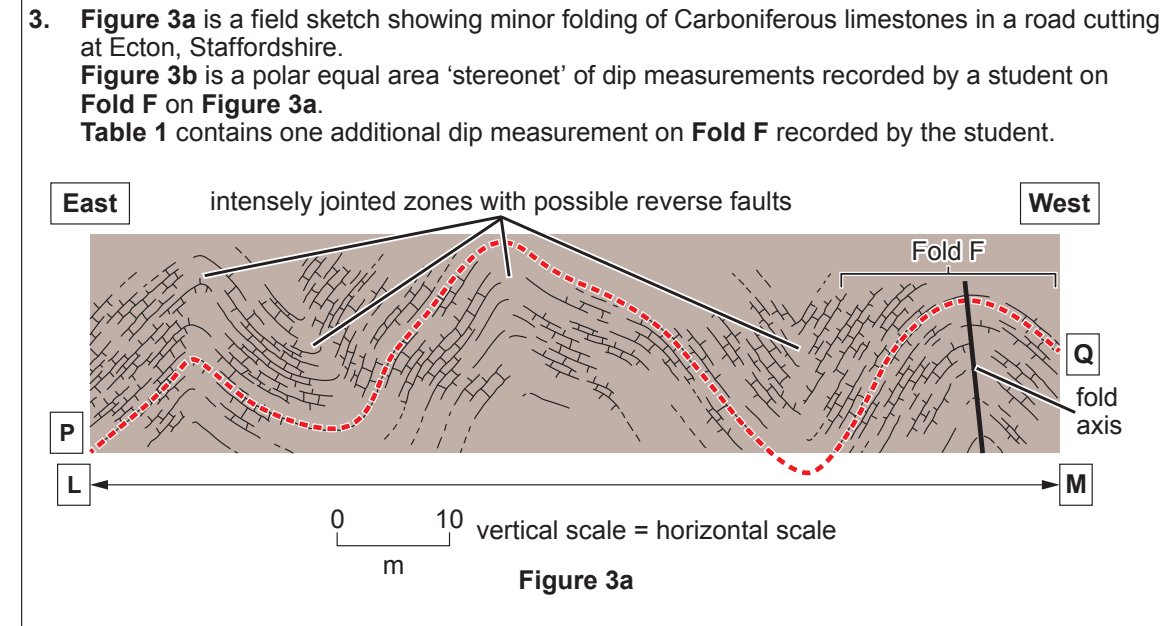 3. Figure 3a is a field sketch showing minor folding of Carboniferous limestones in a road cutting
at Ecton, Staffordshire.
Figure 3b is a polar equal area ‘stereonet’ of dip measurements recorded by a student on
Fold F on Figure 3a.
Table 1 contains one additional dip measurement on Fold F recorded by the student.
East
intensely jointed zones with possible reverse faults
West
Fold F
Q
fold
axis
P
L
M
0 10
vertical scale = horizontal scale
m
Figure 3a